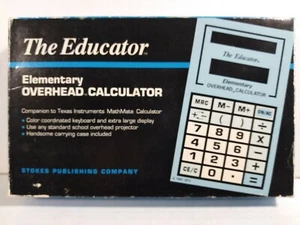 The Educator
Elementary
OVERHEAD CALCULATOR
Companion to Texas Instruments MathMate Calculator
• Color coordinated keyboard and extra large display
• Use any standard school overhead projector
• Handsome carrying case included
STOKES PUBLISHING COMPANY
The Educator
Elementary
OVERHEAD CALCULATOR
MRC M- M+ ON/AC
7 8 9 ×
4 5 6 -
1 2 3 +
CE/C 0 . =